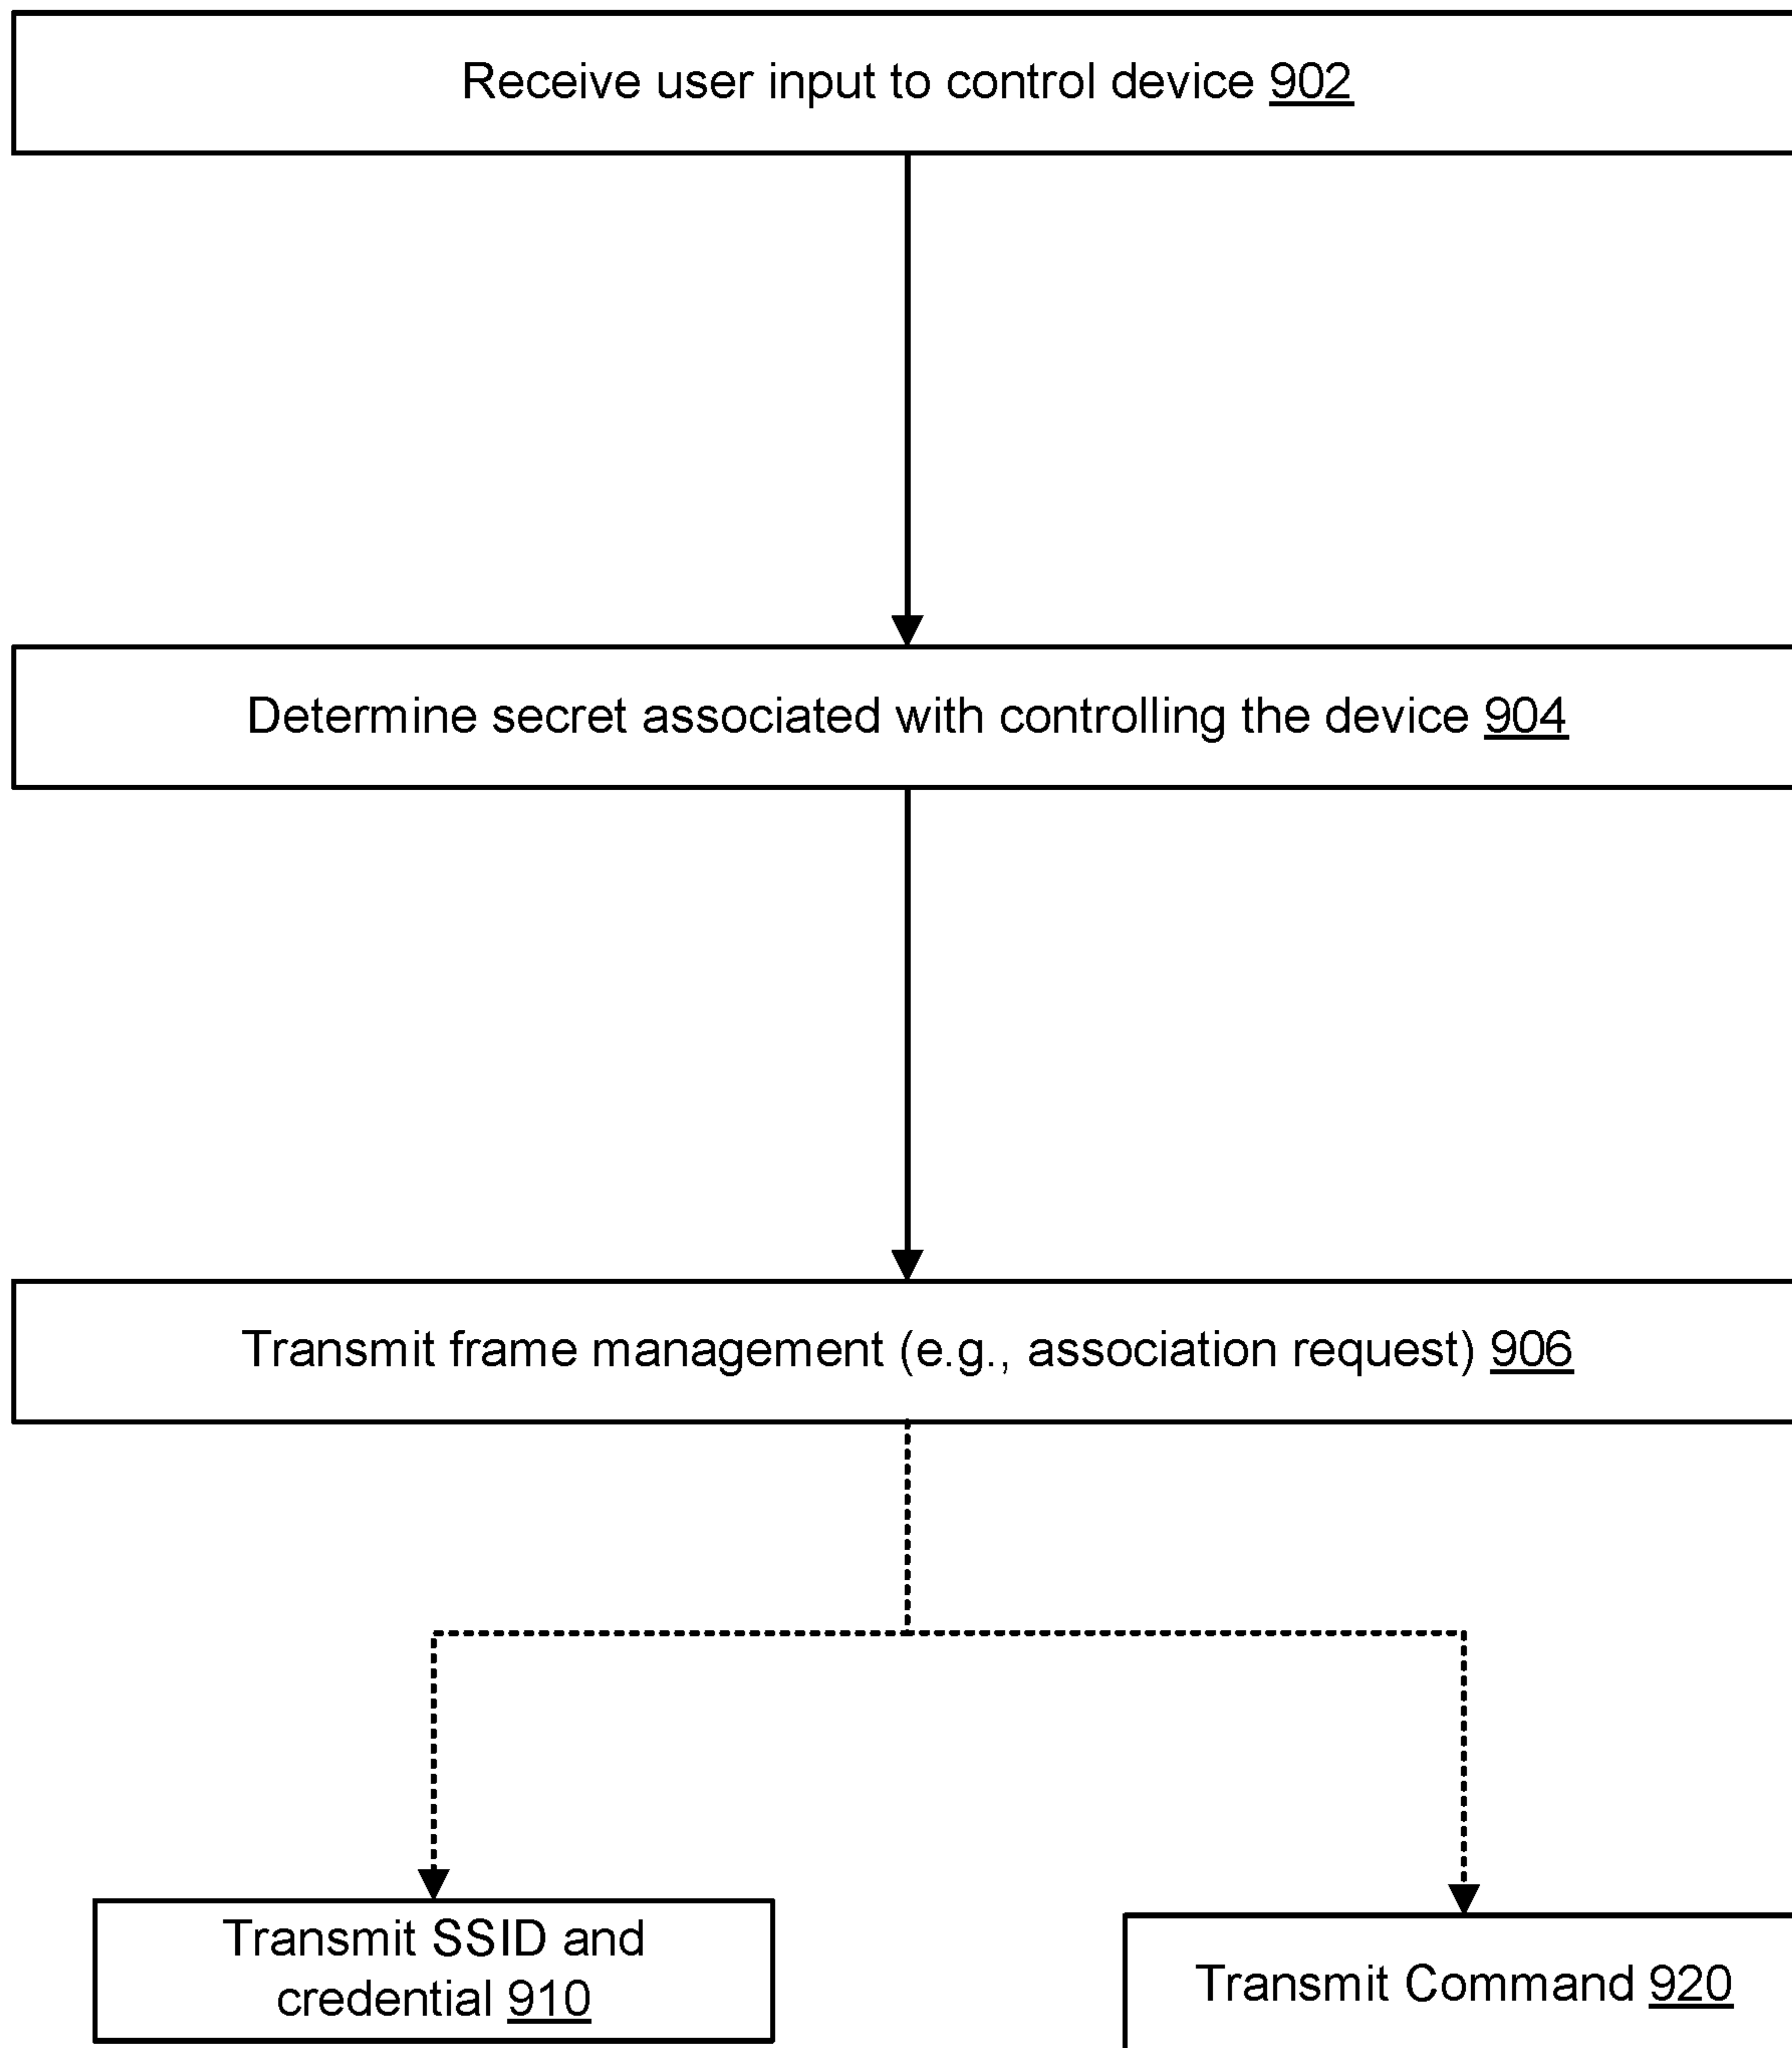 Receive user input to control device 902
Determine secret associated with controlling the device 904
Transmit frame management (e.g., association request) 906
Transmit SSID and
credential 910
Transmit Command 920